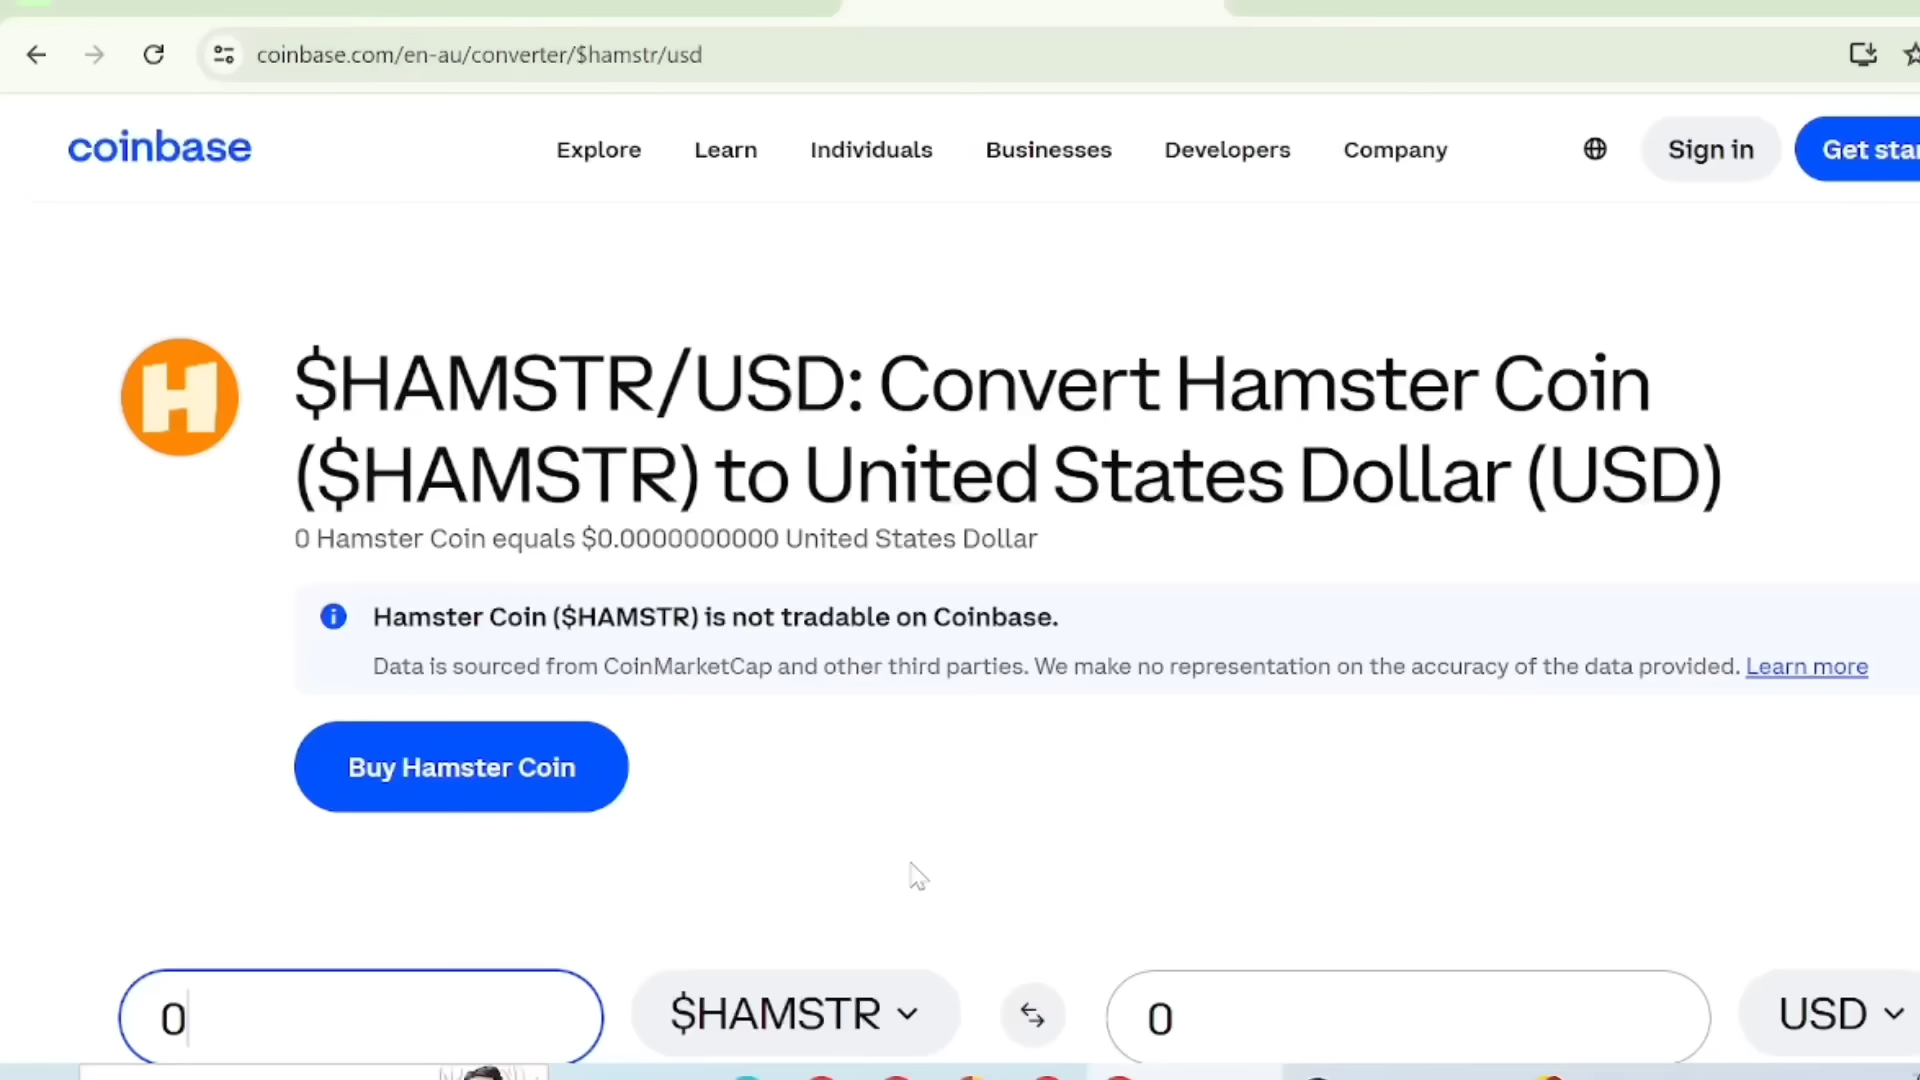 coinbase.com/en-au/converter/$hamstr/usd
coinbase
Explore
Learn
Individuals
Businesses
Developers
Company
Sign in
Get star
H
$HAMSTR/USD: Convert Hamster Coin
($HAMSTR) to United States Dollar (USD)
0 Hamster Coin equals $0.0000000000 United States Dollar
Hamster Coin ($HAMSTR) is not tradable on Coinbase.
Data is sourced from CoinMarketCap and other third parties. We make no representation on the accuracy of the data provided. Learn more
Buy Hamster Coin
0
$HAMSTR
0
USD